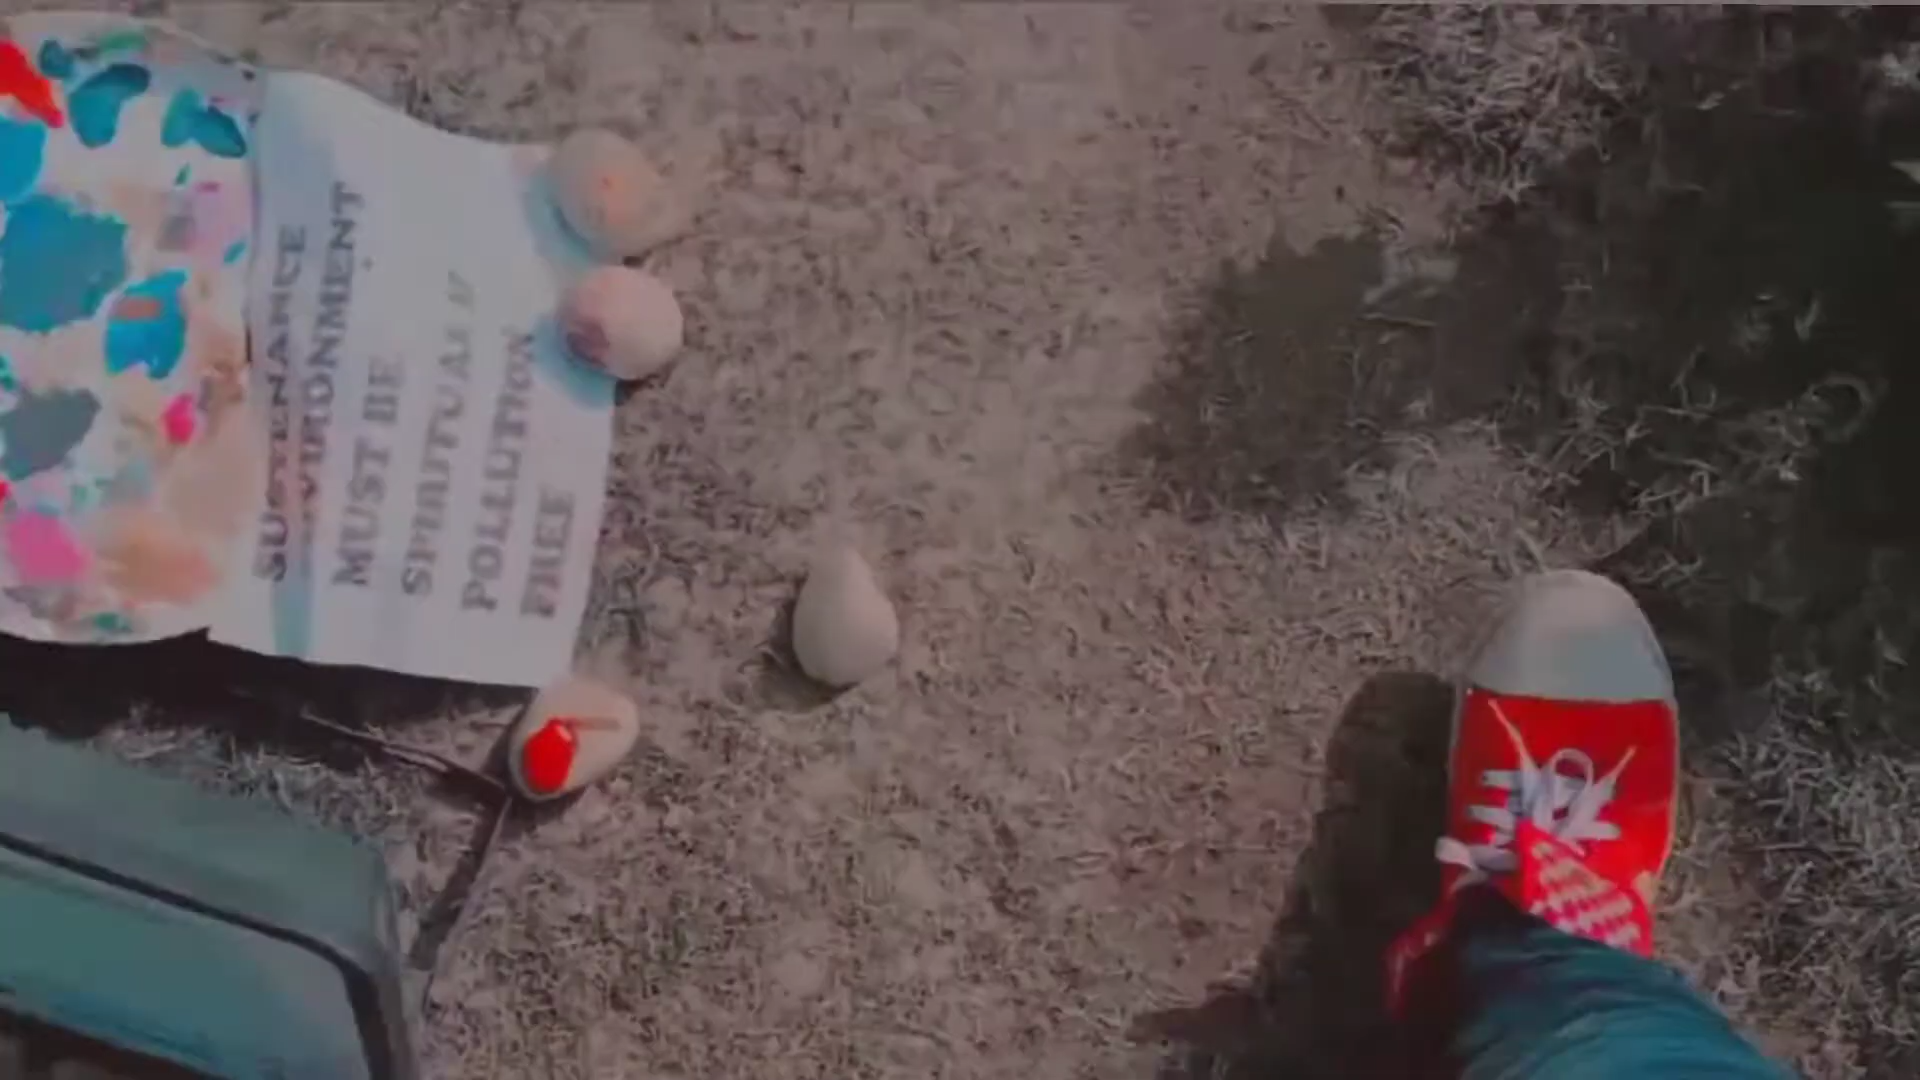 SUSTENANCE
ENVIRONMENT
MUST BE
SPIRITUALLY
POLLUTION
FREE